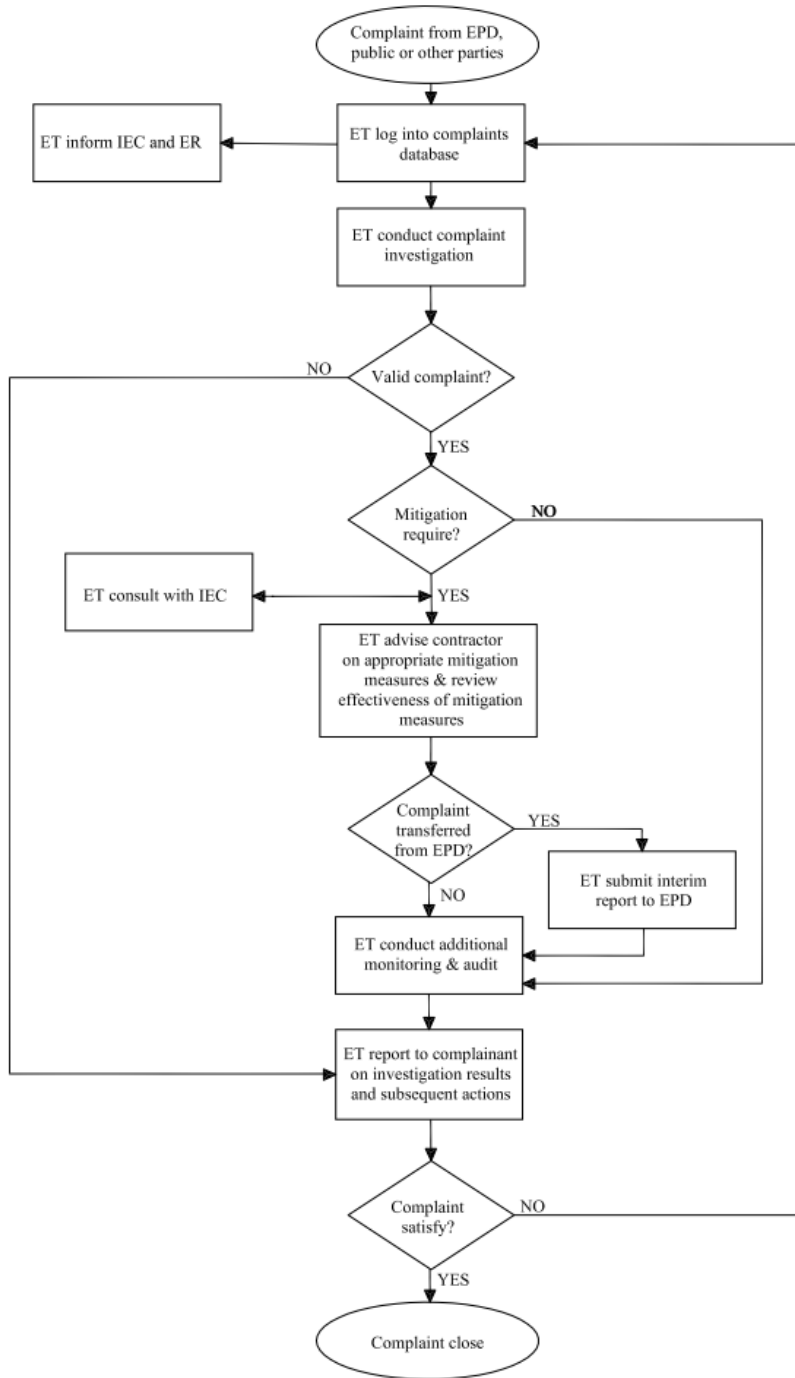 Complaint from EPD,
public or other parties
ET inform IEC and ER
ET log into complaints
database
ET conduct complaint
investigation
NO
Valid complaint?
YES
Mitigation
require?
NO
ET consult with IEC
YES
ET advise contractor
on appropriate mitigation
measures & review
effectiveness of mitigation
measures
Complaint
transferred
from EPD?
YES
ET submit interim
report to EPD
NO
ET conduct additional
monitoring & audit
ET report to complainant
on investigation results
and subsequent actions
Complaint
satisfy?
NO
YES
Complaint close